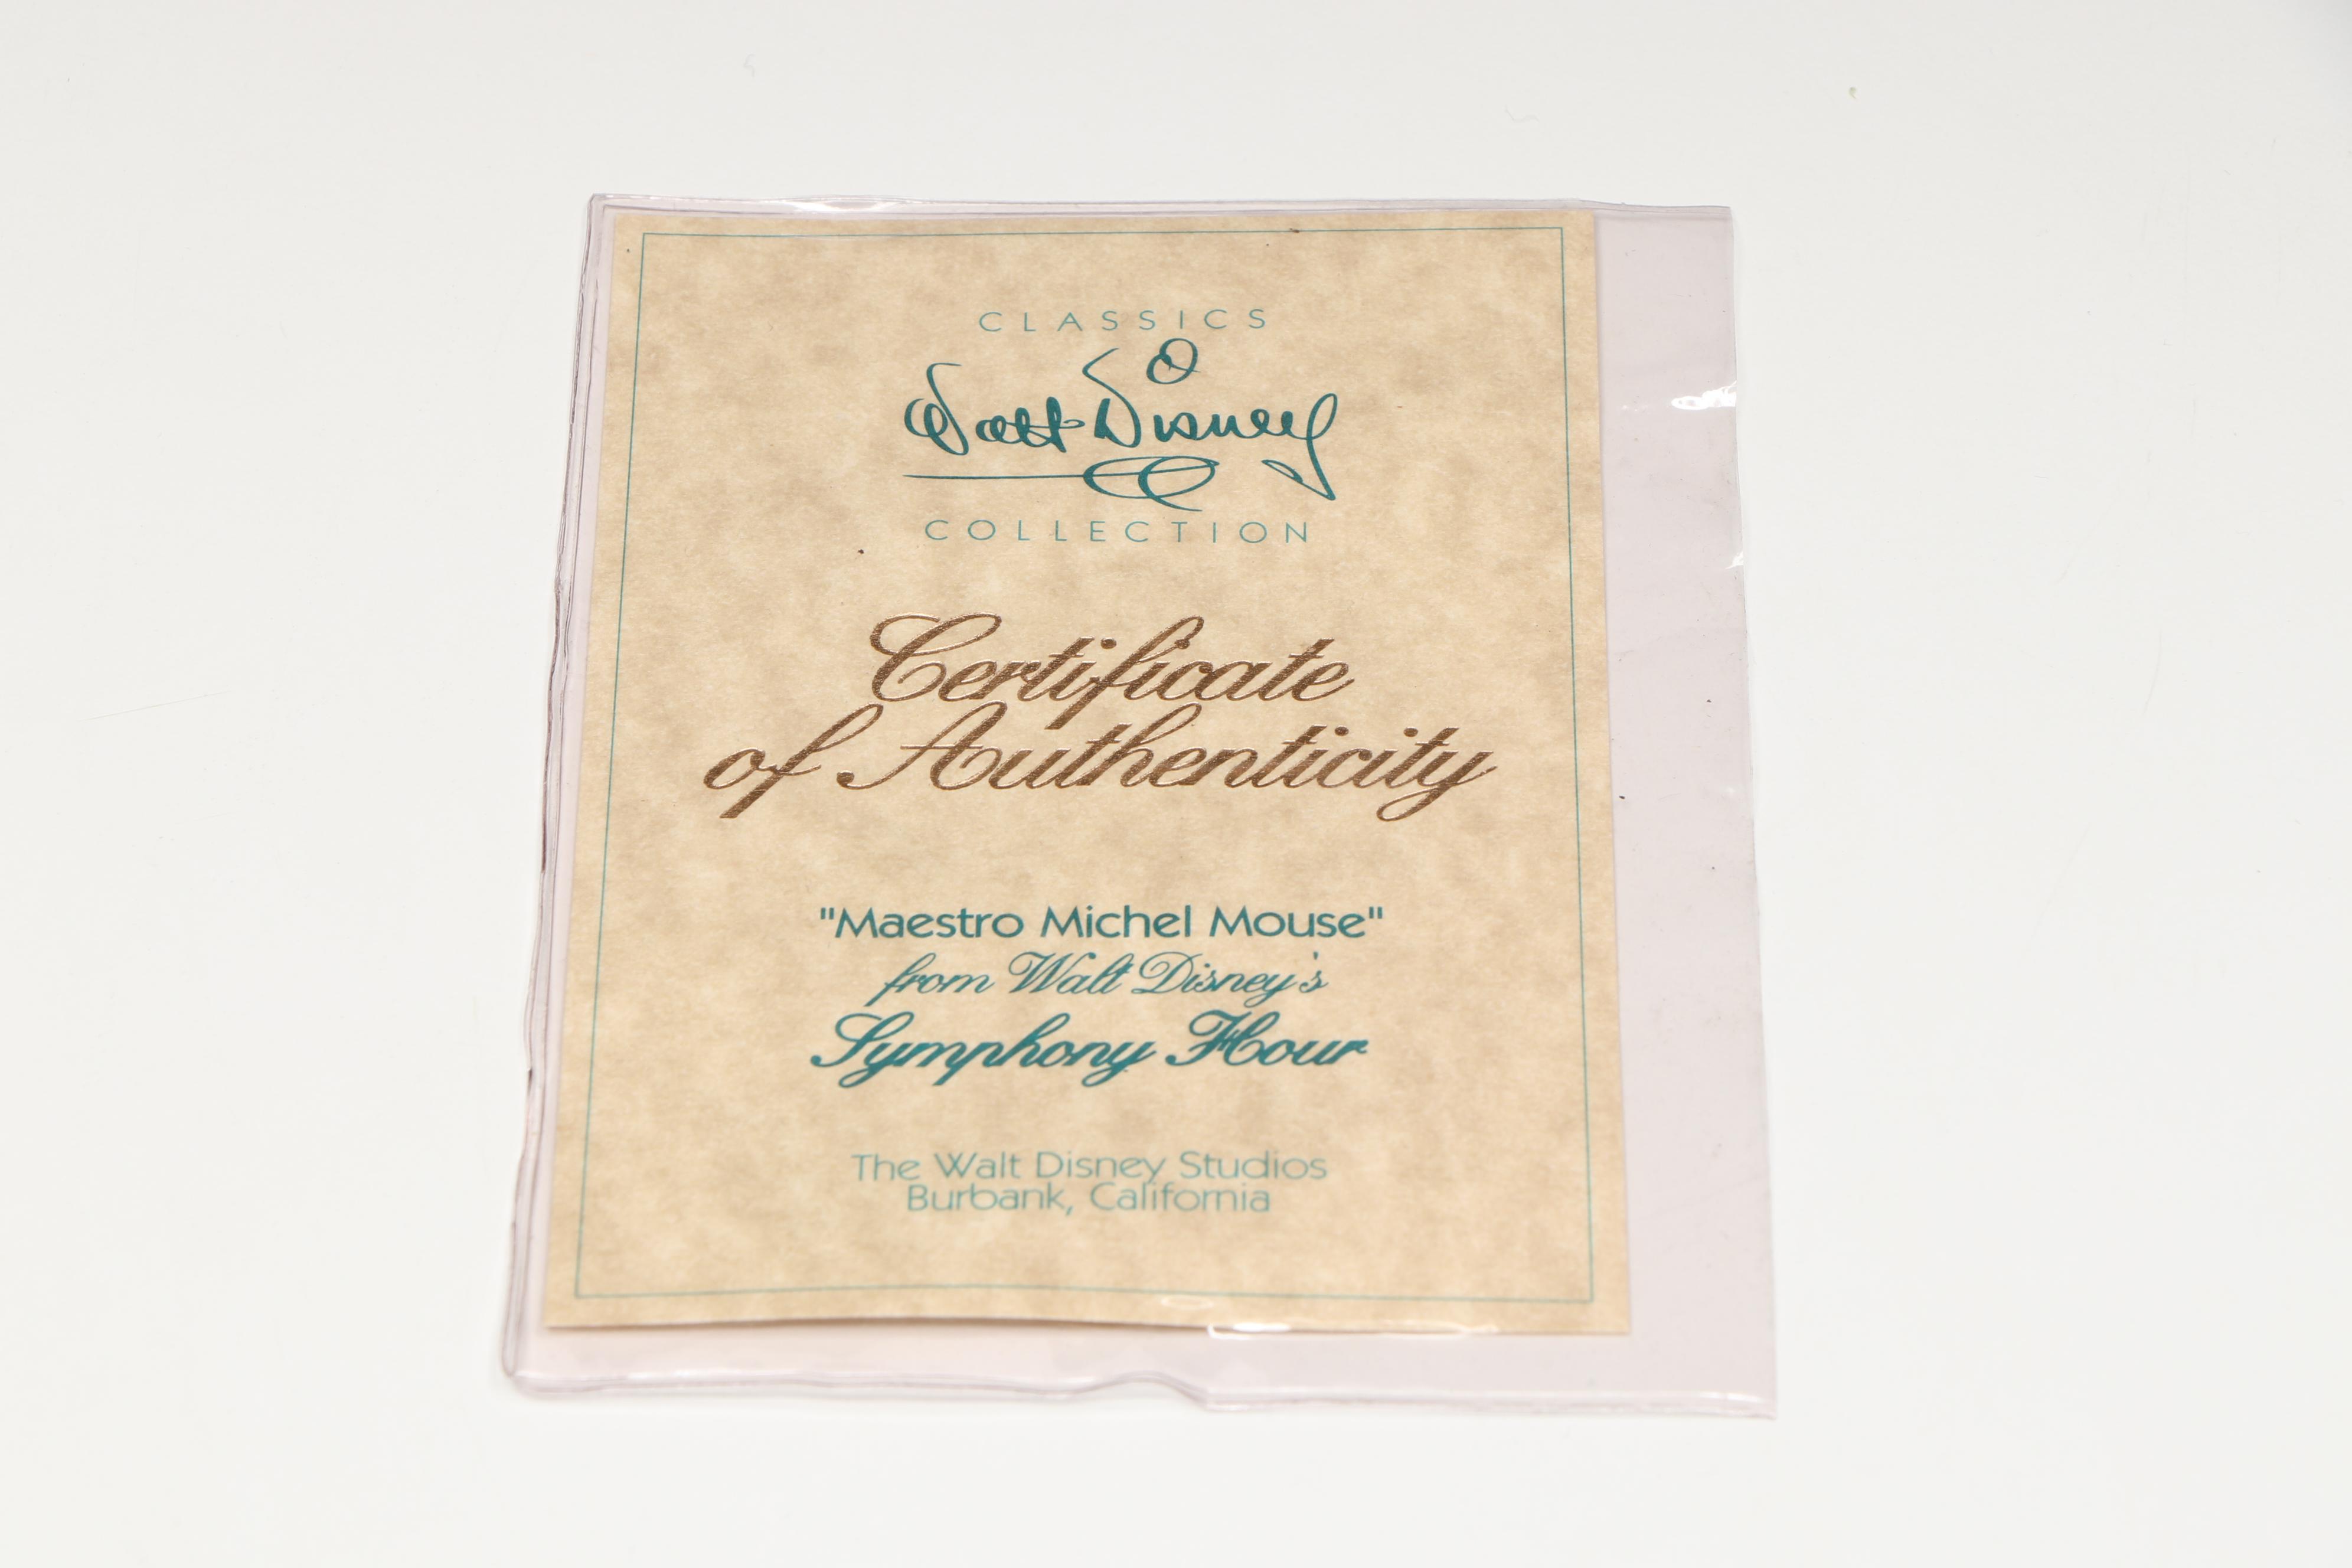 CLASSICS
Walt Disney
COLLECTION
Certificate
of Authenticity
"Maestro Michel Mouse"
from Walt Disney's
Symphony Hour
The Walt Disney Studios
Burbank, California